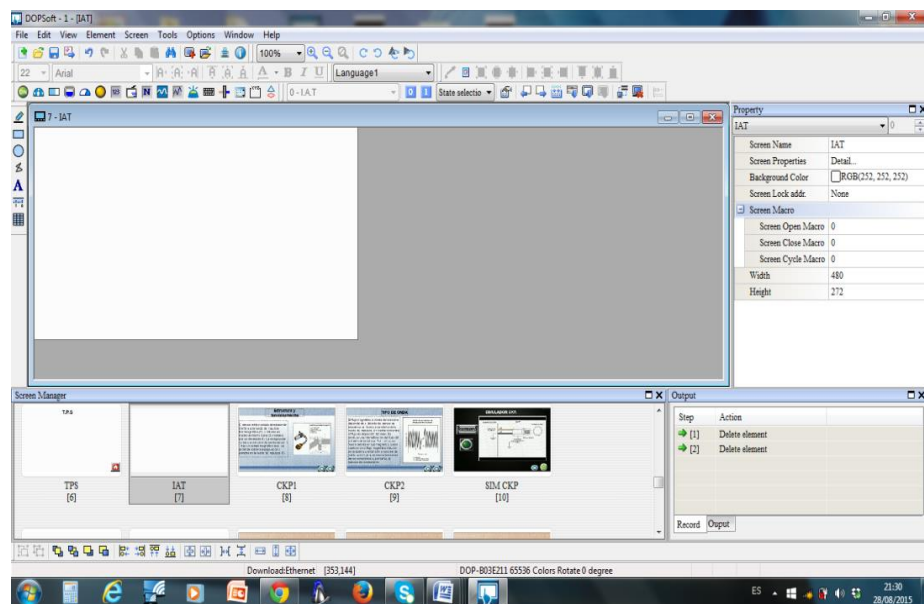 DOPSoft - 1 - [IAT]
File Edit View Element Screen Tools Options Window Help
100%
22 Arial Language1
0-IAT State selectio
7 - IAT
Property
IAT 0
Screen Name IAT
Screen Properties Detail...
Background Color RGB(252, 252, 252)
Screen Lock addr. None
Screen Macro
Screen Open Macro 0
Screen Close Macro 0
Screen Cycle Macro 0
Width 480
Height 272
Screen Manager
TPS
[6]
IAT
[7]
CKP1
[8]
TIPO DE ONDA
CKP2
[9]
SIMULADOR CKP
SIM CKP
[10]
Output
Step Action
[1] Delete element
[2] Delete element
Record Ouput
Download:Ethernet [353,144] DOP-B03E211 65536 Colors Rotate 0 degree
ES 21:30
28/08/2015